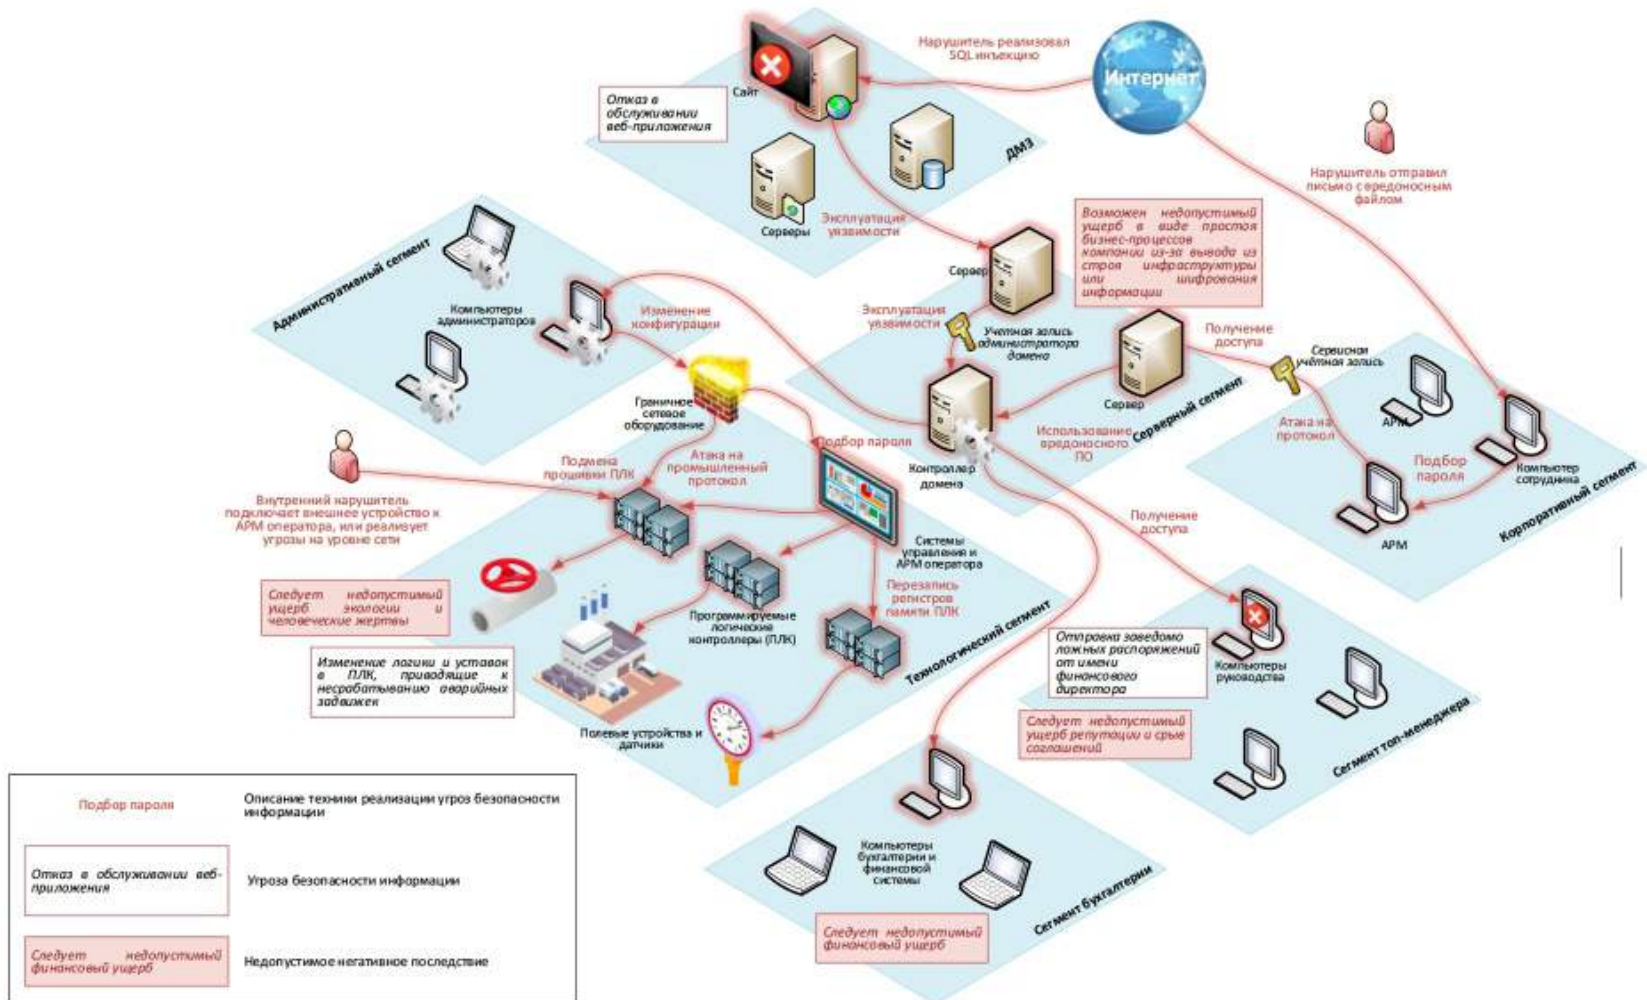 Нарушитель реализовал
SQL инъекцию
Интернет
Сайт
Отказ в
обслуживании
веб-приложения
ДМЗ
Нарушитель отправил
письмо с вредоносным
файлом
Серверы
Эксплуатация
уязвимости
Возможен недопустимый
ущерб в виде простоя
бизнес-процессов
компании из-за вывода из
строя инфраструктуры
или шифрования
информации
Сервер
Административный сегмент
Компьютеры
администраторов
Изменение
конфигурации
Эксплуатация
уязвимости
Учетная запись
администратора
домена
Получение
доступа
Сервисная
учётная запись
Сервер
Серверный сегмент
Граничное
сетевое
оборудование
Подбор пароля
Использование
вредоносного
ПО
Контроллер
домена
АРМ
Атака на
протокол
Подбор
пароля
Компьютер
сотрудника
АРМ
Корпоративный сегмент
Подмена
прошивки ПЛК
Атака на
промышленный
протокол
Внутренний нарушитель
подключает внешнее устройство к
АРМ оператора, или реализует
угрозы на уровне сети
Получение
доступа
Системы
управления и
АРМ оператора
Следует недопустимый
ущерб экологии и
человеческие жертвы
Перезапись
регистров
памяти ПЛК
Программируемые
логические
контроллеры (ПЛК)
Изменение логики и уставок
в ПЛК, приводящие к
несрабатыванию аварийных
задвижек
Технологический сегмент
Полевые устройства и
датчики
Отправка заведомо
ложных распоряжений
от имени
финансового
директора
Компьютеры
руководства
Следует недопустимый
ущерб репутации и срыв
соглашений
Сегмент топ-менеджера
Компьютеры
бухгалтерии и
финансовой
системы
Следует недопустимый
финансовый ущерб
Сегмент бухгалтерии
Подбор пароля
Описание техники реализации угроз безопасности
информации
Отказ в обслуживании веб-
приложения
Угроза безопасности информации
Следует недопустимый
финансовый ущерб
Недопустимое негативное последствие